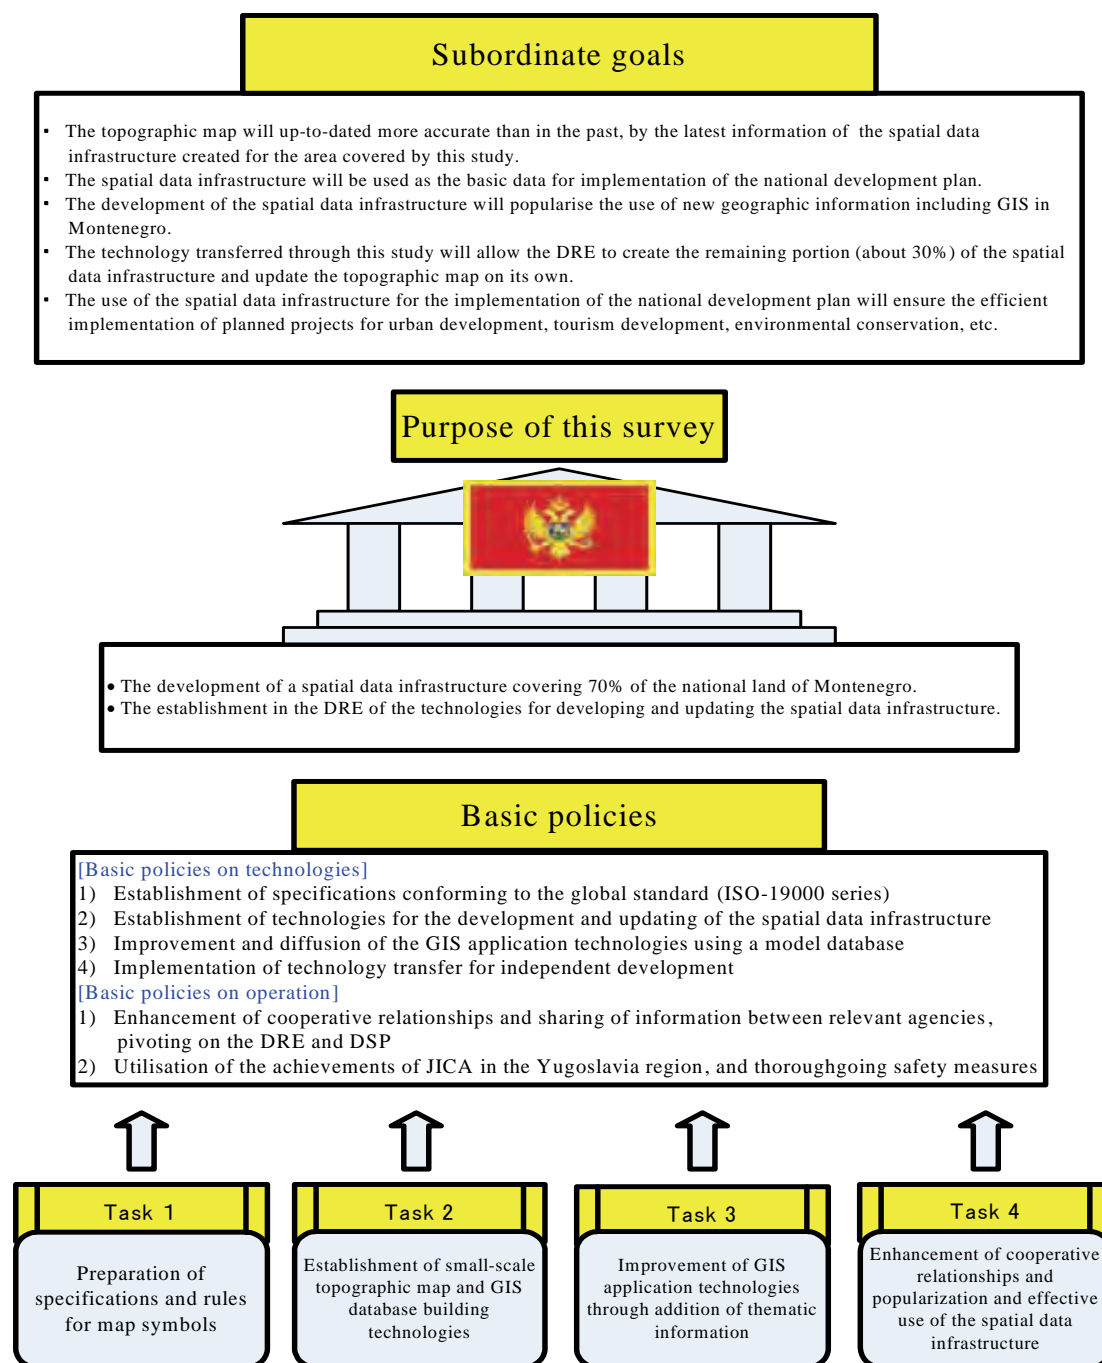 Subordinate goals
▪ The topographic map will up-to-dated more accurate than in the past, by the latest information of the spatial data
infrastructure created for the area covered by this study.
▪ The spatial data infrastructure will be used as the basic data for implementation of the national development plan.
▪ The development of the spatial data infrastructure will popularise the use of new geographic information including GIS in
Montenegro.
▪ The technology transferred through this study will allow the DRE to create the remaining portion (about 30%) of the spatial
data infrastructure and update the topographic map on its own.
▪ The use of the spatial data infrastructure for the implementation of the national development plan will ensure the efficient
implementation of planned projects for urban development, tourism development, environmental conservation, etc.
Purpose of this survey
• The development of a spatial data infrastructure covering 70% of the national land of Montenegro.
• The establishment in the DRE of the technologies for developing and updating the spatial data infrastructure.
Basic policies
[Basic policies on technologies]
1) Establishment of specifications conforming to the global standard (ISO-19000 series)
2) Establishment of technologies for the development and updating of the spatial data infrastructure
3) Improvement and diffusion of the GIS application technologies using a model database
4) Implementation of technology transfer for independent development
[Basic policies on operation]
1) Enhancement of cooperative relationships and sharing of information between relevant agencies,
pivoting on the DRE and DSP
2) Utilisation of the achievements of JICA in the Yugoslavia region, and thoroughgoing safety measures
Task 1
Preparation of
specifications and rules
for map symbols
Task 2
Establishment of small-scale
topographic map and GIS
database building
technologies
Task 3
Improvement of GIS
application technologies
through addition of thematic
information
Task 4
Enhancement of cooperative
relationships and
popularization and effective
use of the spatial data
infrastructure